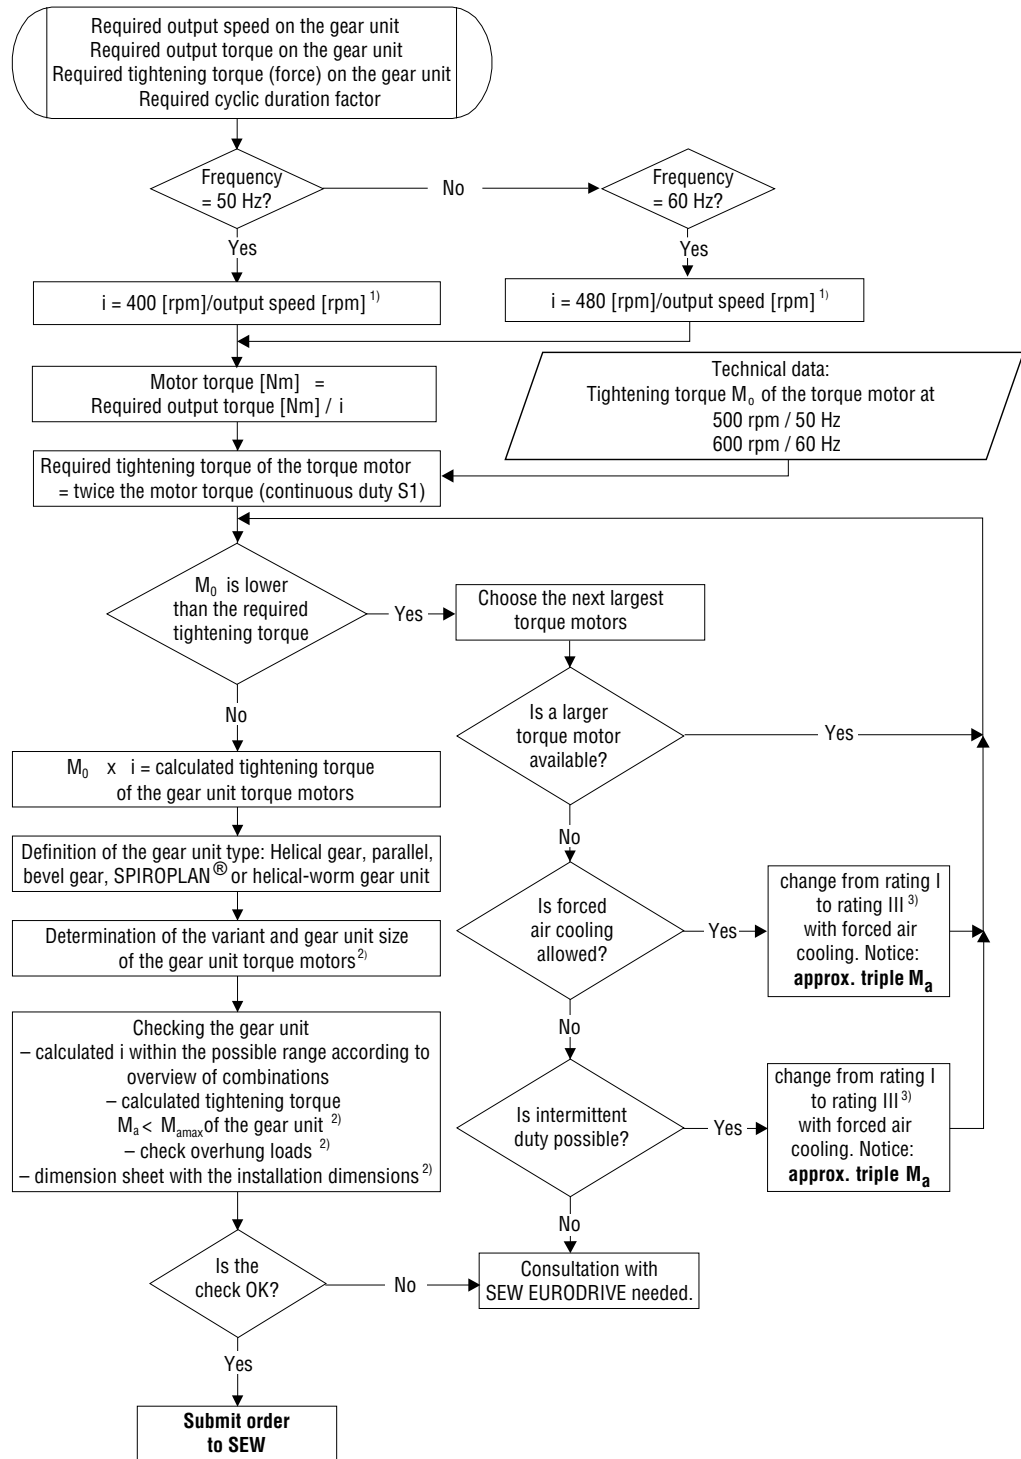 Required output speed on the gear unit
Required output torque on the gear unit
Required tightening torque (force) on the gear unit
Required cyclic duration factor
Frequency
= 50 Hz?
No
Frequency
= 60 Hz?
Yes
Yes
i = 400 [rpm]/output speed [rpm] 1)
i = 480 [rpm]/output speed [rpm] 1)
Motor torque [Nm] =
Required output torque [Nm] / i
Technical data:
Tightening torque Mo of the torque motor at
500 rpm / 50 Hz
600 rpm / 60 Hz
Required tightening torque of the torque motor
= twice the motor torque (continuous duty S1)
M0 is lower
than the required
tightening torque
Yes
Choose the next largest
torque motors
No
Is a larger
torque motor
available?
Yes
M0 x i = calculated tightening torque
of the gear unit torque motors
No
Definition of the gear unit type: Helical gear, parallel,
bevel gear, SPIROPLAN® or helical-worm gear unit
Is forced
air cooling
allowed?
Yes
change from rating I
to rating III 3)
with forced air
cooling. Notice:
approx. triple Ma
Determination of the variant and gear unit size
of the gear unit torque motors 2)
No
Checking the gear unit
– calculated i within the possible range according to
overview of combinations
– calculated tightening torque
Ma < Mamax of the gear unit 2)
– check overhung loads 2)
– dimension sheet with the installation dimensions 2)
Is intermittent
duty possible?
Yes
change from rating I
to rating III 3)
with forced air
cooling. Notice:
approx. triple Ma
No
Is the
check OK?
No
Consultation with
SEW EURODRIVE needed.
Yes
Submit order
to SEW